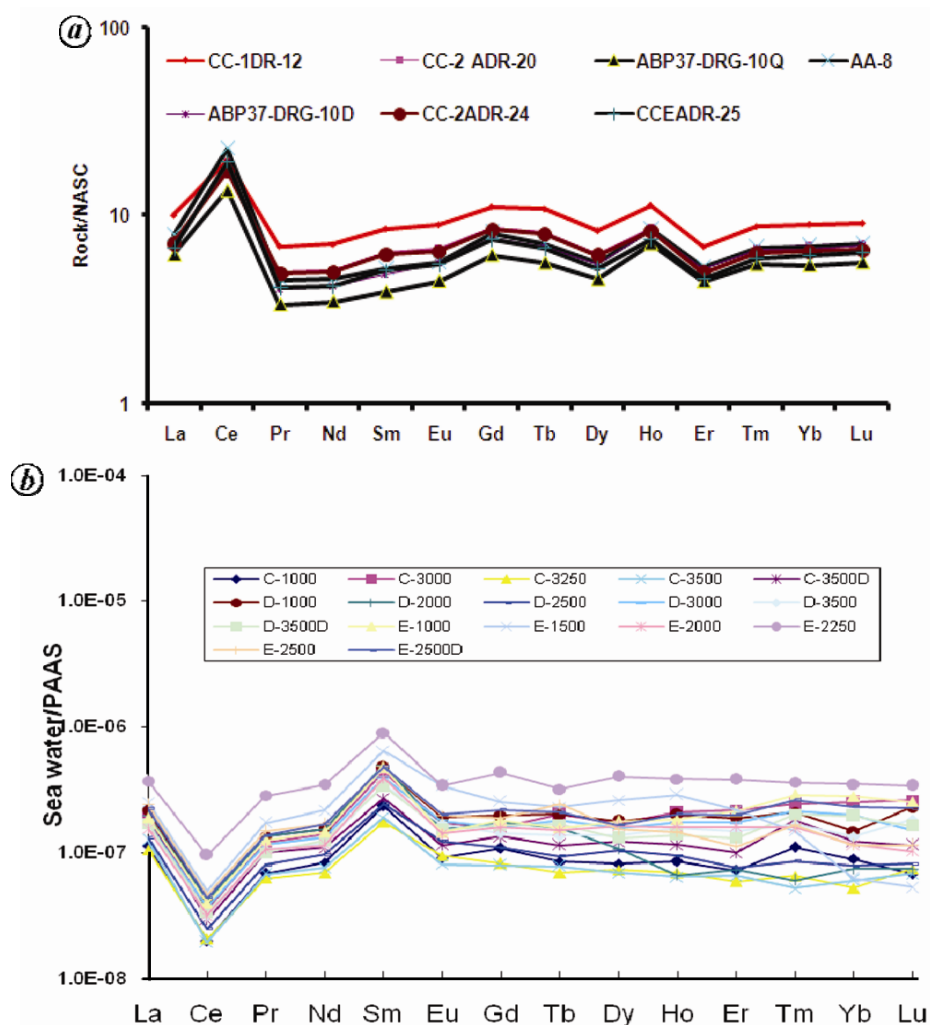 a
100
CC-1DR-12 CC-2 ADR-20 ABP37-DRG-10Q AA-8
ABP37-DRG-10D CC-2ADR-24 CCEADR-25
Rock/NASC
10
1
La Ce Pr Nd Sm Eu Gd Tb Dy Ho Er Tm Yb Lu
b
1.0E-04
C-1000 C-3000 C-3250 C-3500 C-3500D
D-1000 D-2000 D-2500 D-3000 D-3500
D-3500D E-1000 E-1500 E-2000 E-2250
E-2500 E-2500D
1.0E-05
Sea water/PAAS
1.0E-06
1.0E-07
1.0E-08
La Ce Pr Nd Sm Eu Gd Tb Dy Ho Er Tm Yb Lu